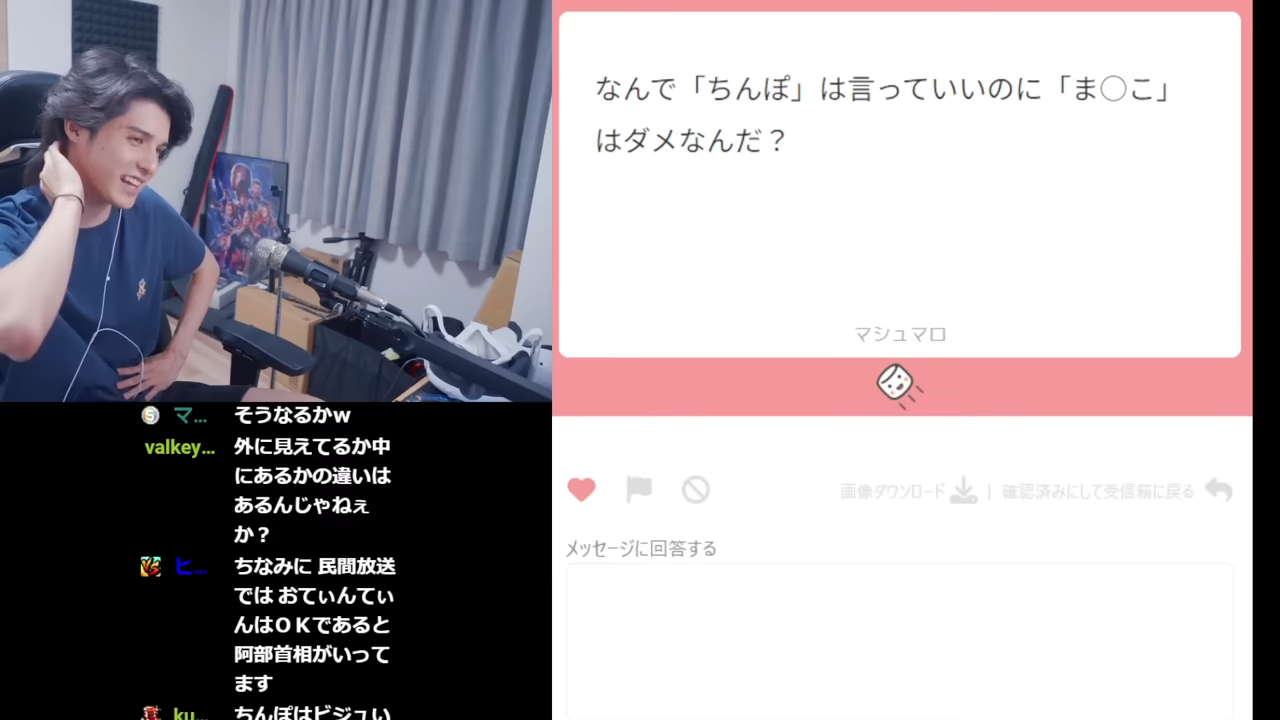 なんで「ちんぽ」は言っていいのに「ま◯こ」
はダメなんだ？
マシュマロ
画像ダウンロード | 確認済みにして受信箱に戻る
メッセージに回答する
マ… そうなるかw
valkey… 外に見えてるか中
にあるかの違いは
あるんじゃねぇ
か？
ヒ… ちなみに 民間放送
では おてぃんてぃ
んはＯＫであると
阿部首相がいって
ます
ku… ちんぽはビジュい